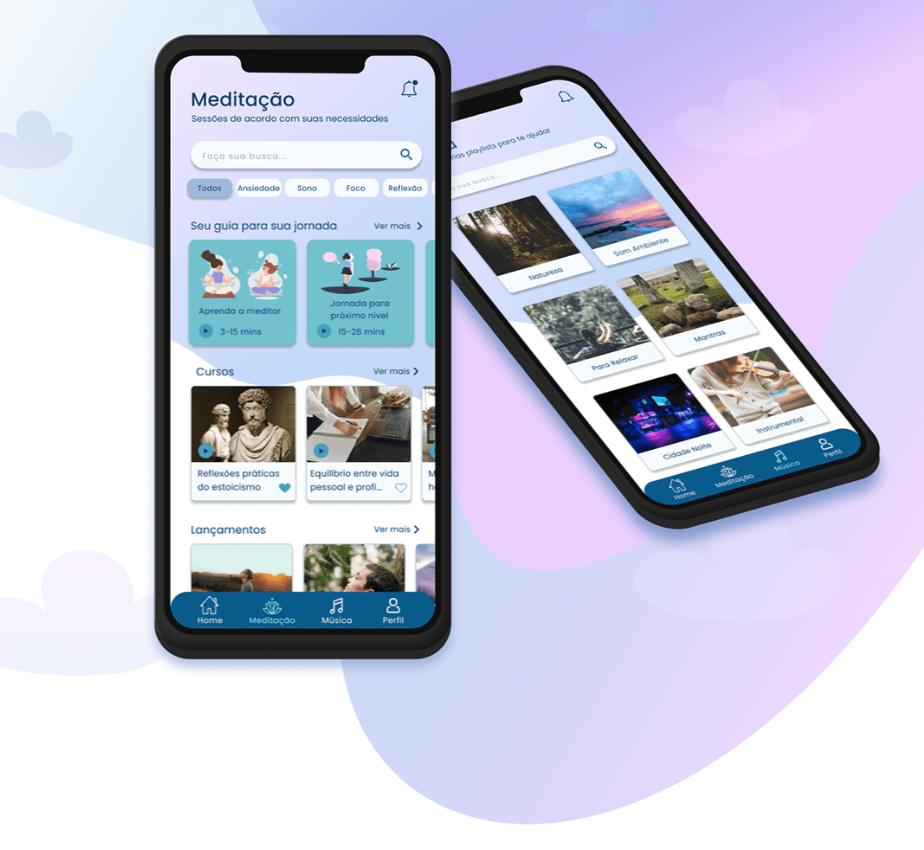 Meditação
Sessões de acordo com suas necessidades
Faça sua busca...
Todos
Ansiedade
Sono
Foco
Reflexão
Seu guia para sua jornada
Ver mais
Aprenda a meditar
3-15 mins
Jornada para
próximo nivel
15-28 mins
Cursos
Ver mais
Reflexões práticas
do estoicismo
Equilíbrio entre vida
pessoal e profi...
M
h
Lançamentos
Ver mais
Home
Meditação
Música
Perfil
playlists para te ajudar
sua busca...
Natureza
Som Ambiente
Para Relaxar
Mantras
Cidade Noite
Instrumental
Home
Meditação
Música
Perfil